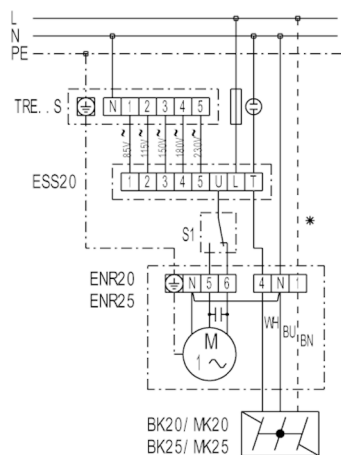 L
N
PE
TRE. . S
N 1 2 3 4 5
~ ~ ~ ~ ~
85V 115V 150V 180V 230V
ESS20
1 2 3 4 5 U L T
S1
*
ENR20
ENR25
N 5 6 4 N 1
M
1 ~
WH BU BN
BK20/ MK20
BK25/ MK25